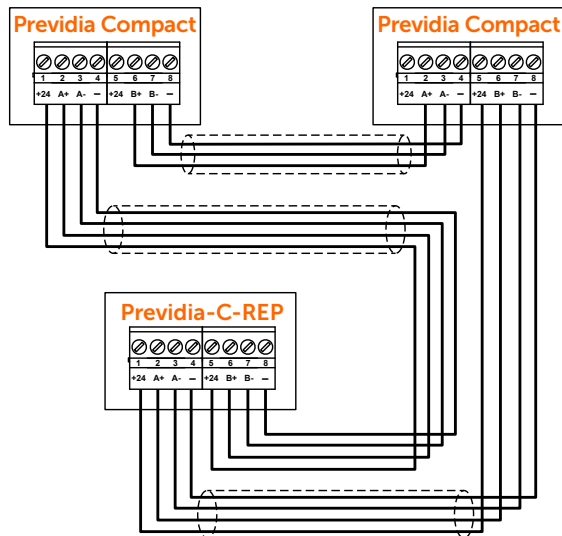 Previdia Compact
1 2 3 4 5 6 7 8
+24 A+ A- – +24 B+ B- –
Previdia Compact
1 2 3 4 5 6 7 8
+24 A+ A- – +24 B+ B- –
Previdia-C-REP
1 2 3 4 5 6 7 8
+24 A+ A- – +24 B+ B- –